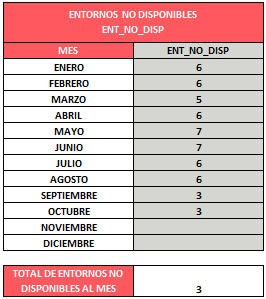 ENTORNOS NO DISPONIBLES
ENT_NO_DISP
MES ENT_NO_DISP
ENERO 6
FEBRERO 6
MARZO 5
ABRIL 6
MAYO 7
JUNIO 7
JULIO 6
AGOSTO 6
SEPTIEMBRE 3
OCTUBRE 3
NOVIEMBRE
DICIEMBRE
TOTAL DE ENTORNOS NO
DISPONIBLES AL MES 3